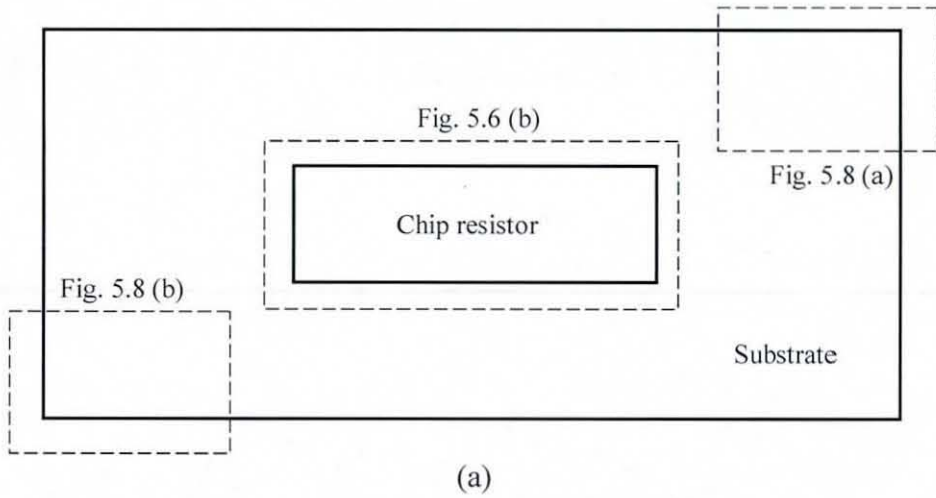 Fig. 5.6 (b)
Fig. 5.8 (a)
Chip resistor
Fig. 5.8 (b)
Substrate
(a)